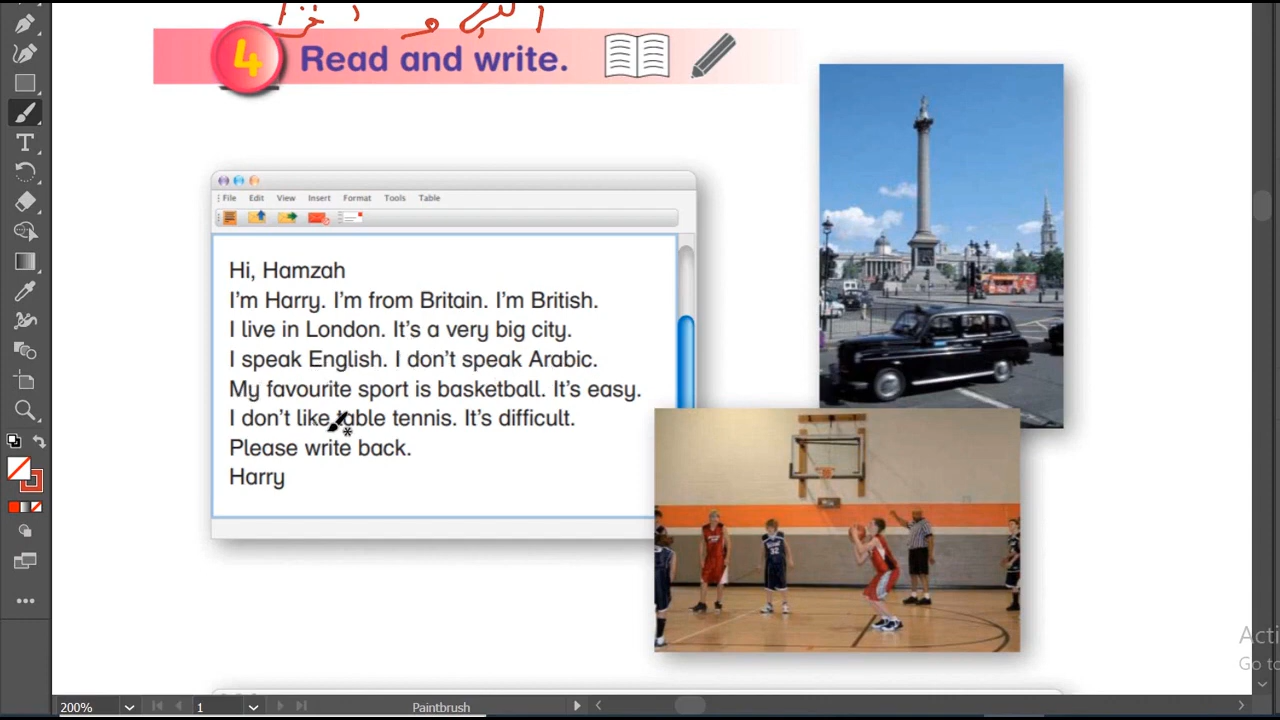 4 Read and write.
File Edit View Insert Format Tools Table
Hi, Hamzah
I'm Harry. I'm from Britain. I'm British.
I live in London. It's a very big city.
I speak English. I don't speak Arabic.
My favourite sport is basketball. It's easy.
I don't like table tennis. It's difficult.
Please write back.
Harry
32
200%
1
Paintbrush